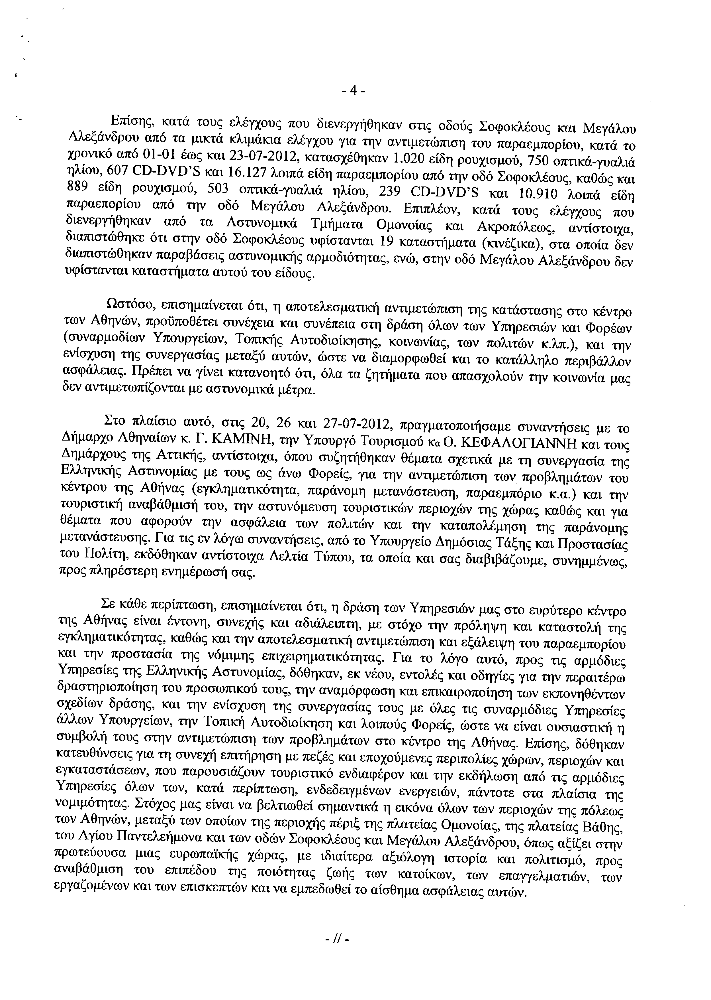 - 4 -
Επίσης, κατά τους ελέγχους που διενεργήθηκαν στις οδούς Σοφοκλέους και Μεγάλου
Αλεξάνδρου από τα μικτά κλιμάκια ελέγχου για την αντιμετώπιση του παραεμπορίου, κατά το
χρονικό από 01-01 έως και 23-07-2012, κατασχέθηκαν 1.020 είδη ρουχισμού, 750 οπτικά-γυαλιά
ηλίου, 607 CD-DVD’S και 16.127 λοιπά είδη παραεμπορίου από την οδό Σοφοκλέους, καθώς και
889 είδη ρουχισμού, 503 οπτικά-γυαλιά ηλίου, 239 CD-DVD’S και 10.910 λοιπά είδη
παραεπορίου από την οδό Μεγάλου Αλεξάνδρου. Επιπλέον, κατά τους ελέγχους που
διενεργήθηκαν από τα Αστυνομικά Τμήματα Ομονοίας και Ακροπόλεως, αντίστοιχα,
διαπιστώθηκε ότι στην οδό Σοφοκλέους υφίστανται 19 καταστήματα (κινέζικα), στα οποία δεν
διαπιστώθηκαν παραβάσεις αστυνομικής αρμοδιότητας, ενώ, στην οδό Μεγάλου Αλεξάνδρου δεν
υφίστανται καταστήματα αυτού του είδους.
Ωστόσο, επισημαίνεται ότι, η αποτελεσματική αντιμετώπιση της κατάστασης στο κέντρο
των Αθηνών, προϋποθέτει συνέχεια και συνέπεια στη δράση όλων των Υπηρεσιών και Φορέων
(συναρμοδίων Υπουργείων, Τοπικής Αυτοδιοίκησης, κοινωνίας, των πολιτών κ.λπ.), και την
ενίσχυση της συνεργασίας μεταξύ αυτών, ώστε να διαμορφωθεί και το κατάλληλο περιβάλλον
ασφάλειας. Πρέπει να γίνει κατανοητό ότι, όλα τα ζητήματα που απασχολούν την κοινωνία μας
δεν αντιμετωπίζονται με αστυνομικά μέτρα.
Στο πλαίσιο αυτό, στις 20, 26 και 27-07-2012, πραγματοποιήσαμε συναντήσεις με το
Δήμαρχο Αθηναίων κ. Γ. ΚΑΜΙΝΗ, την Υπουργό Τουρισμού κα Ο. ΚΕΦΑΛΟΓΙΑΝΝΗ και τους
Δημάρχους της Αττικής, αντίστοιχα, όπου συζητήθηκαν θέματα σχετικά με τη συνεργασία της
Ελληνικής Αστυνομίας με τους ως άνω Φορείς, για την αντιμετώπιση των προβλημάτων του
κέντρου της Αθήνας (εγκληματικότητα, παράνομη μετανάστευση, παραεμπόριο κ.α.) και την
τουριστική αναβάθμισή του, την αστυνόμευση τουριστικών περιοχών της χώρας καθώς και για
θέματα που αφορούν την ασφάλεια των πολιτών και την καταπολέμηση της παράνομης
μετανάστευσης. Για τις εν λόγω συναντήσεις, από το Υπουργείο Δημόσιας Τάξης και Προστασίας
του Πολίτη, εκδόθηκαν αντίστοιχα Δελτία Τύπου, τα οποία και σας διαβιβάζουμε, συνημμένως,
προς πληρέστερη ενημέρωσή σας.
Σε κάθε περίπτωση, επισημαίνεται ότι, η δράση των Υπηρεσιών μας στο ευρύτερο κέντρο
της Αθήνας είναι έντονη, συνεχής και αδιάλειπτη, με στόχο την πρόληψη και καταστολή της
εγκληματικότητας, καθώς και την αποτελεσματική αντιμετώπιση και εξάλειψη του παραεμπορίου
και την προστασία της νόμιμης επιχειρηματικότητας. Για το λόγο αυτό, προς τις αρμόδιες
Υπηρεσίες της Ελληνικής Αστυνομίας, δόθηκαν, εκ νέου, εντολές και οδηγίες για την περαιτέρω
δραστηριοποίηση του προσωπικού τους, την αναμόρφωση και επικαιροποίηση των εκπονηθέντων
σχεδίων δράσης, και την ενίσχυση της συνεργασίας τους με όλες τις συναρμόδιες Υπηρεσίες
άλλων Υπουργείων, την Τοπική Αυτοδιοίκηση και λοιπούς Φορείς, ώστε να είναι ουσιαστική η
συμβολή τους στην αντιμετώπιση των προβλημάτων στο κέντρο της Αθήνας. Επίσης, δόθηκαν
κατευθύνσεις για τη συνεχή επιτήρηση με πεζές και εποχούμενες περιπολίες χώρων, περιοχών και
εγκαταστάσεων, που παρουσιάζουν τουριστικό ενδιαφέρον και την εκδήλωση από τις αρμόδιες
Υπηρεσίες όλων των, κατά περίπτωση, ενδεδειγμένων ενεργειών, πάντοτε στα πλαίσια της
νομιμότητας. Στόχος μας είναι να βελτιωθεί σημαντικά η εικόνα όλων των περιοχών της πόλεως
των Αθηνών, μεταξύ των οποίων της περιοχής πέριξ της πλατείας Ομονοίας, της πλατείας Βάθης,
του Αγίου Παντελεήμονα και των οδών Σοφοκλέους και Μεγάλου Αλεξάνδρου, όπως αξίζει στην
πρωτεύουσα μιας ευρωπαϊκής χώρας, με ιδιαίτερα αξιόλογη ιστορία και πολιτισμό, προς
αναβάθμιση του επιπέδου της ποιότητας ζωής των κατοίκων, των επαγγελματιών, των
εργαζομένων και των επισκεπτών και να εμπεδωθεί το αίσθημα ασφάλειας αυτών.
- // -